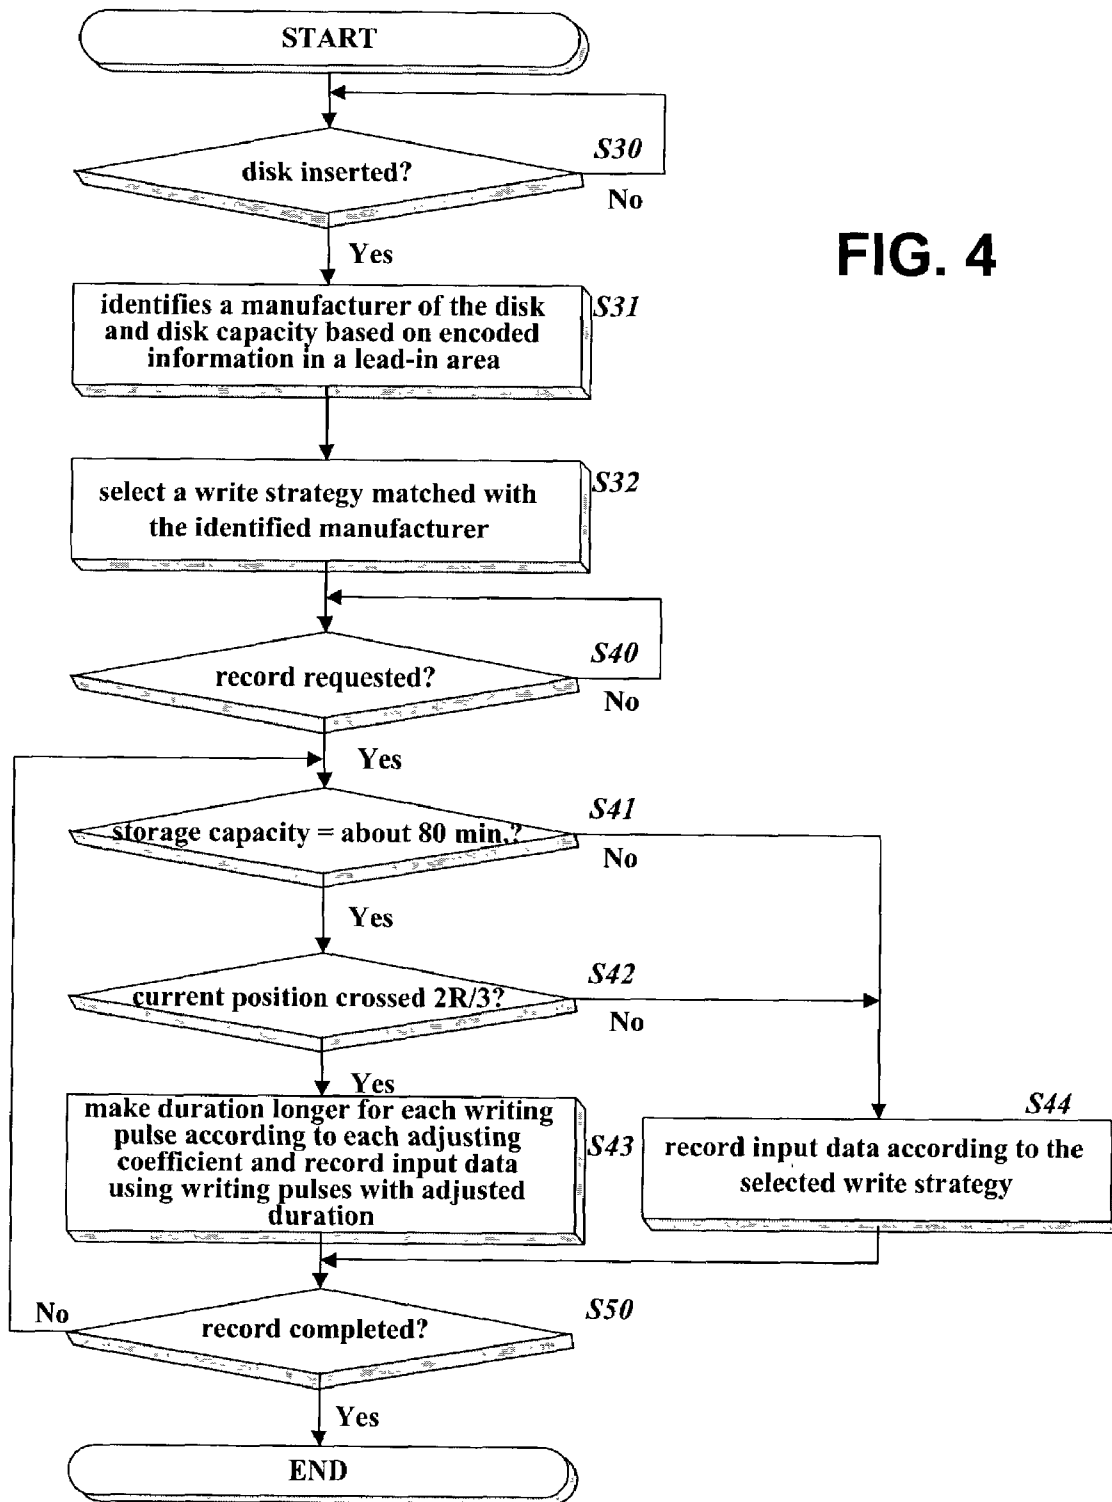 START
disk inserted?
S30
No
Yes
FIG. 4
identifies a manufacturer of the disk
and disk capacity based on encoded
information in a lead-in area
S31
select a write strategy matched with
the identified manufacturer
S32
record requested?
S40
No
Yes
storage capacity = about 80 min,?
S41
No
Yes
current position crossed 2R/3?
S42
No
Yes
make duration longer for each writing
pulse according to each adjusting
coefficient and record input data
using writing pulses with adjusted
duration
S43
S44
record input data according to the
selected write strategy
No
record completed?
S50
Yes
END